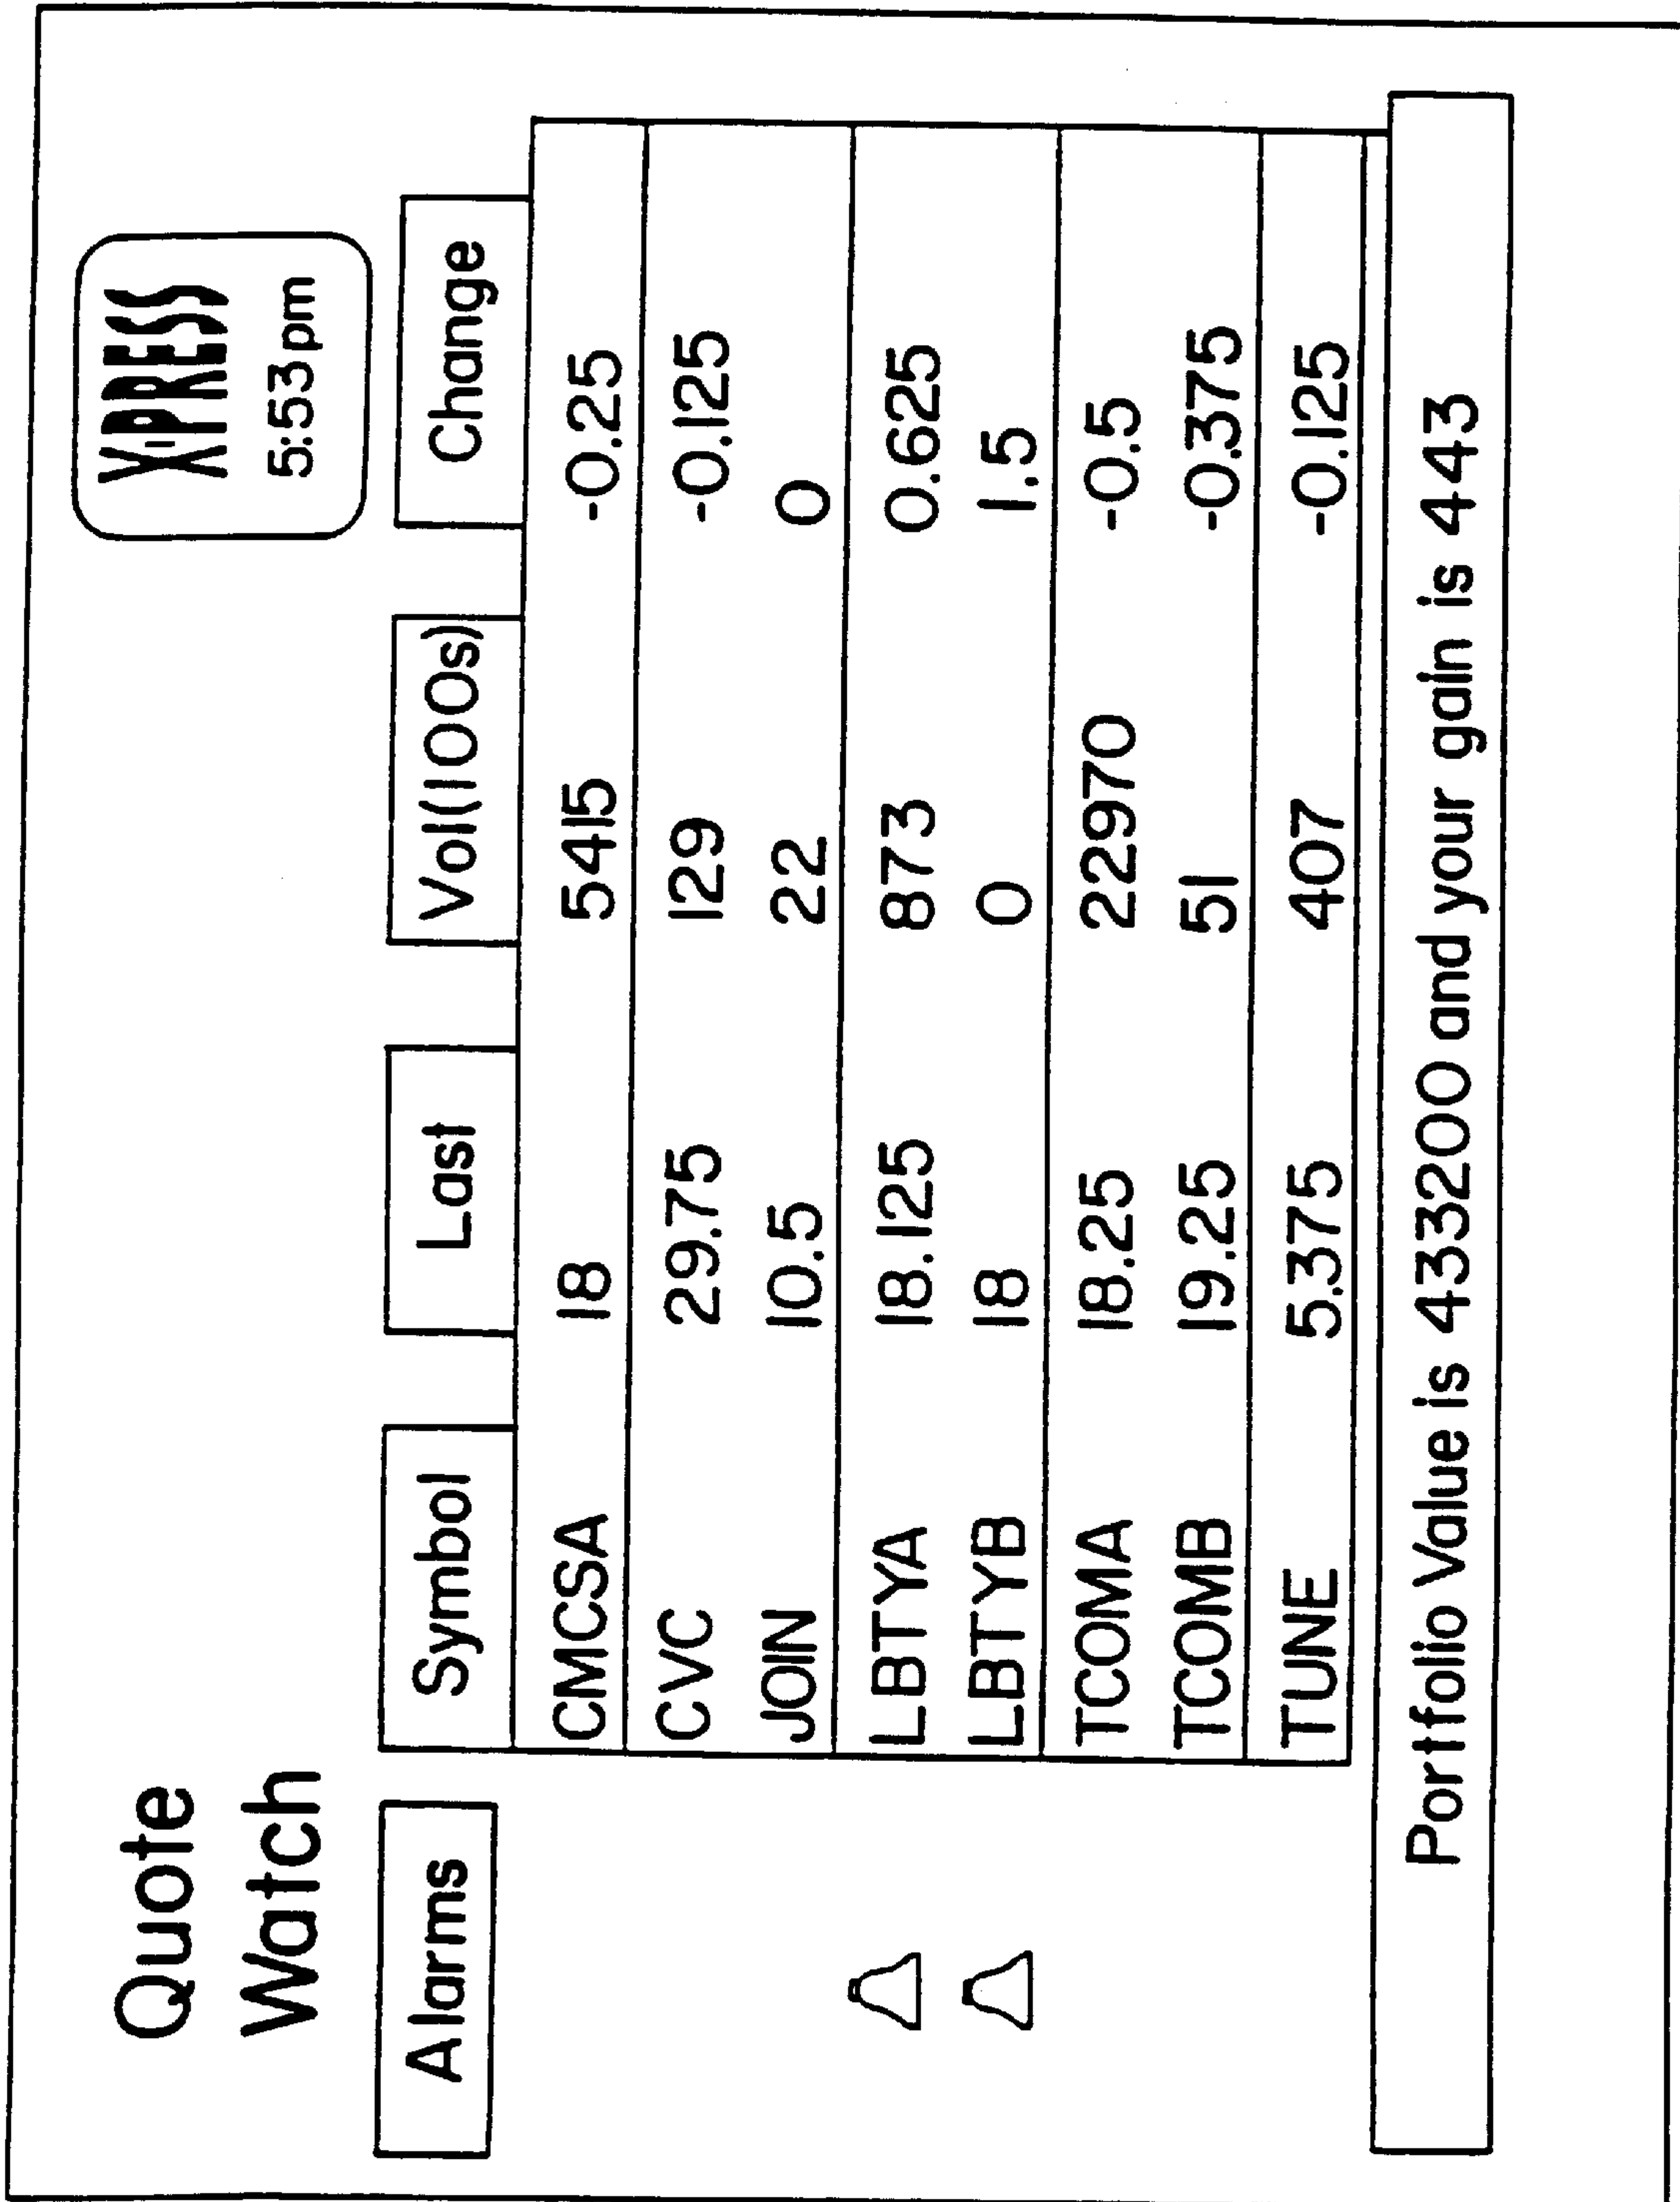 Quote
Watch
X·PRESS
5:53pm
Alarms Symbol Last Vol(100s) Change
CMCSA 18 5415 -0.25
CVC 29.75 129 -0.125
JOIN 10.5 22 0
LBTYA 18.125 873 0.625
LBTYB 18 0 1.5
TCOMA 18.25 22970 -0.5
TCOMB 19.25 51 -0.375
TUNE 5.375 407 -0.125
Portfolio Value is 433200 and your gain is 443